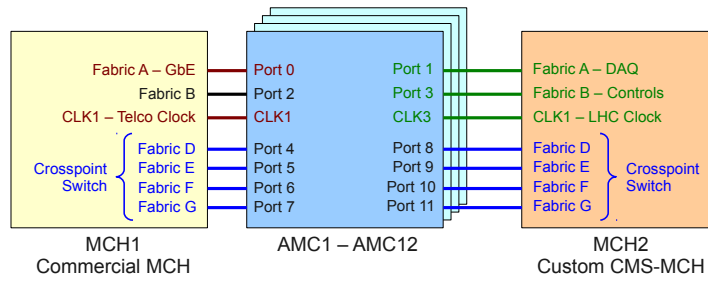 Fabric A – GbE
Port 0
Port 1
Fabric A – DAQ
Fabric B
Port 2
Port 3
Fabric B – Controls
CLK1 – Telco Clock
CLK1
CLK3
CLK1 – LHC Clock
Fabric D
Port 4
Port 8
Fabric D
Crosspoint
Switch
Fabric E
Port 5
Port 9
Fabric E
Crosspoint
Switch
Fabric F
Port 6
Port 10
Fabric F
Fabric G
Port 7
Port 11
Fabric G
MCH1
Commercial MCH
AMC1 – AMC12
MCH2
Custom CMS-MCH